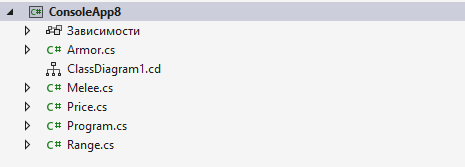 ConsoleApp8
Зависимости
C# Armor.cs
ClassDiagram1.cd
C# Melee.cs
C# Price.cs
C# Program.cs
C# Range.cs